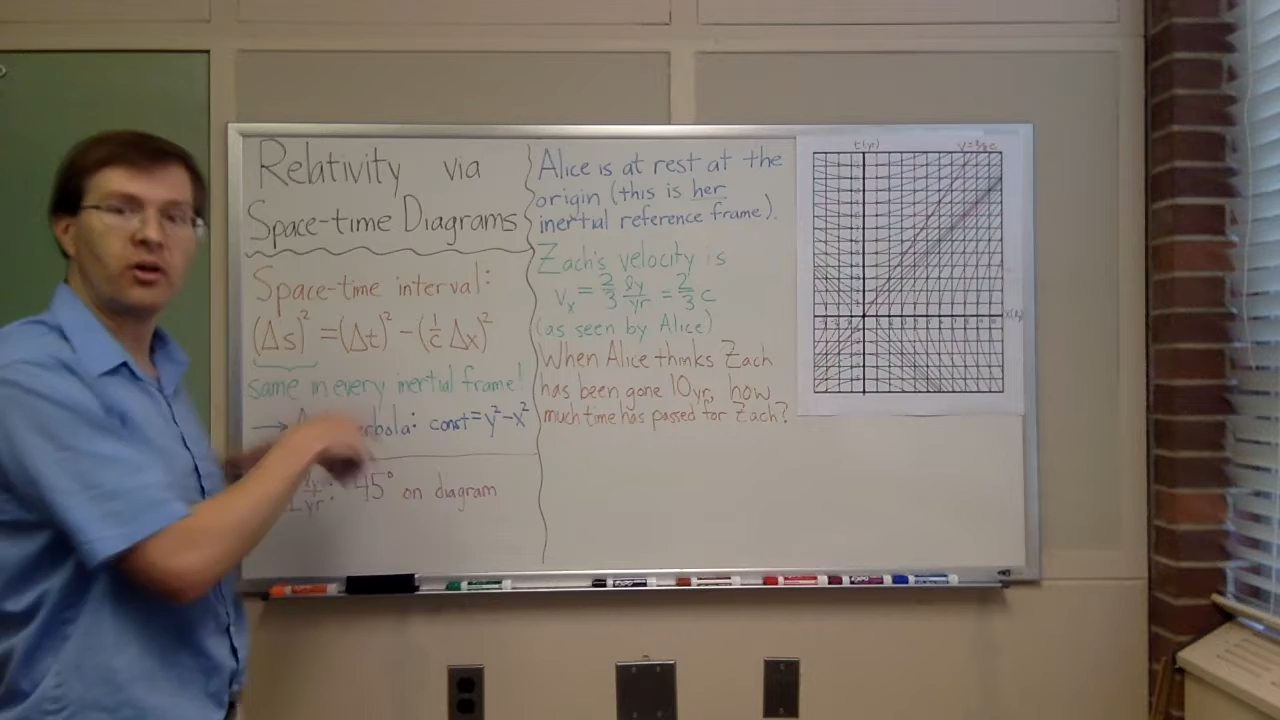 Relativity via
Space-time Diagrams
Space-time interval:
(Δs)² = (Δt)² - (1/c Δx)²
same in every inertial frame!
→ const = y² - x²
45° on diagram
Alice is at rest at the
origin (this is her
inertial reference frame).
Zach's velocity is
vₓ = 2/3 ly/yr = 2/3 c
(as seen by Alice)
When Alice thinks Zach
has been gone 10yr, how
much time has passed for Zach?
t(yr)